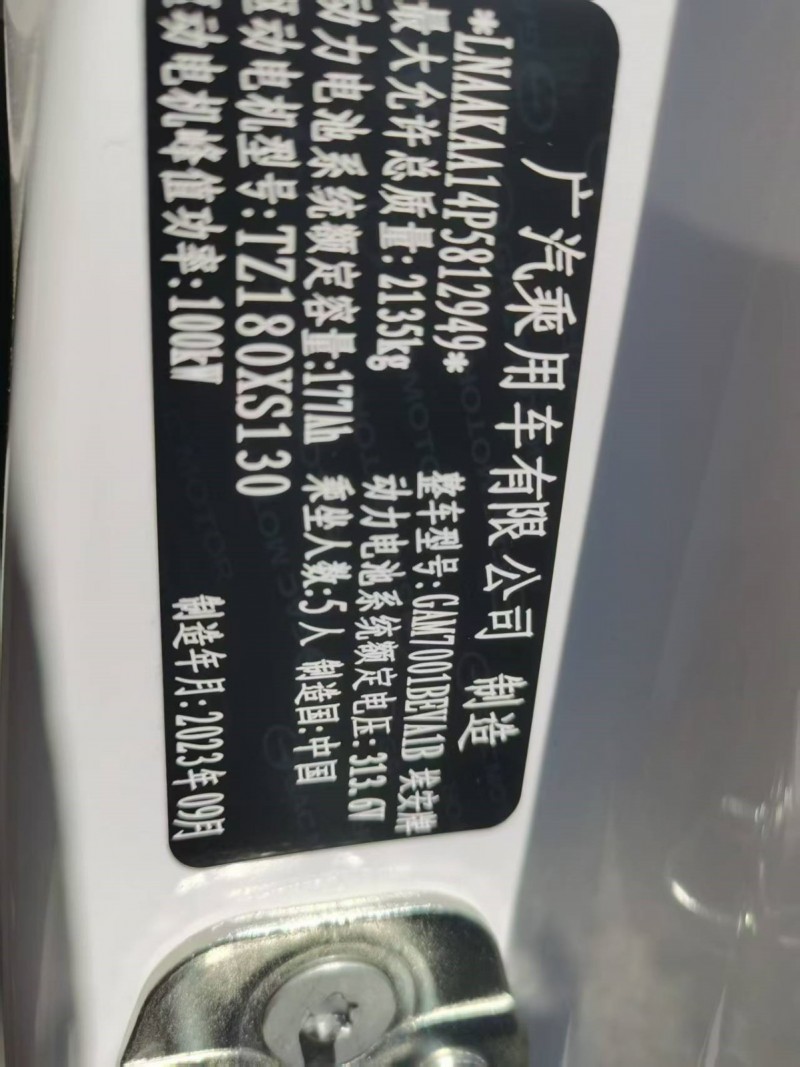 广汽乘用车有限公司 制造
*LNAAKAA14P5812949* 整车型号:GAM7001BEVA1B 埃安牌
最大允许总质量:2135kg 动力电池系统额定电压:313.6V
动力电池系统额定容量:177Ah 乘坐人数:5人 制造国:中国
驱动电机型号:TZ180XS130
驱动电机峰值功率:100kW 制造年月:2023年09月